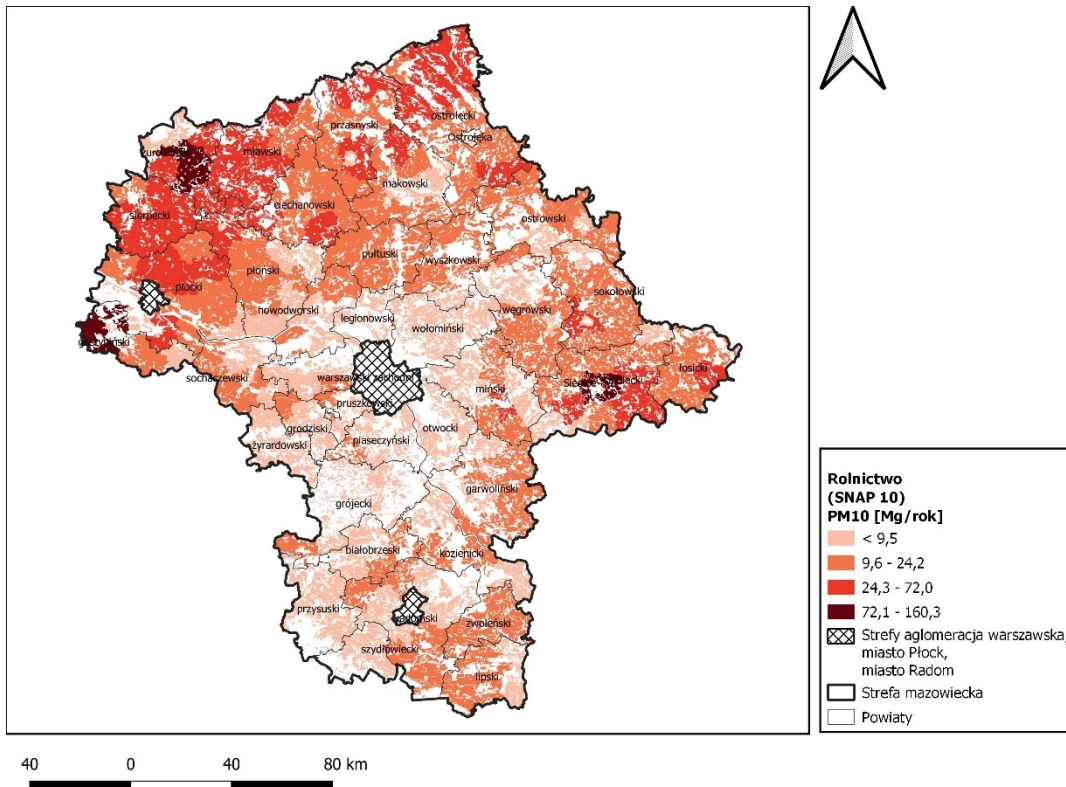 ostrołęcki
przasnyski
Ostrołęka
mławski
makowski
ciechanowski
sierpecki
ostrowski
pułtuski
wyszkowski
płoński
płocki
sokołowski
nowodworski
legionowski
węgrowski
wołomiński
gostyniński
łosicki
sochaczewski
warszawski zachodni
Siedlce
miński
pruszkowski
grodziski
otwocki
piaseczyński
żyrardowski
garwoliński
grójecki
białobrzeski
kozienicki
przysuski
zwoleński
szydłowiecki
lipski
Rolnictwo
(SNAP 10)
PM10 [Mg/rok]
< 9,5
9,6 - 24,2
24,3 - 72,0
72,1 - 160,3
Strefy aglomeracja warszawska,
miasto Płock,
miasto Radom
Strefa mazowiecka
Powiaty
40 0 40 80 km